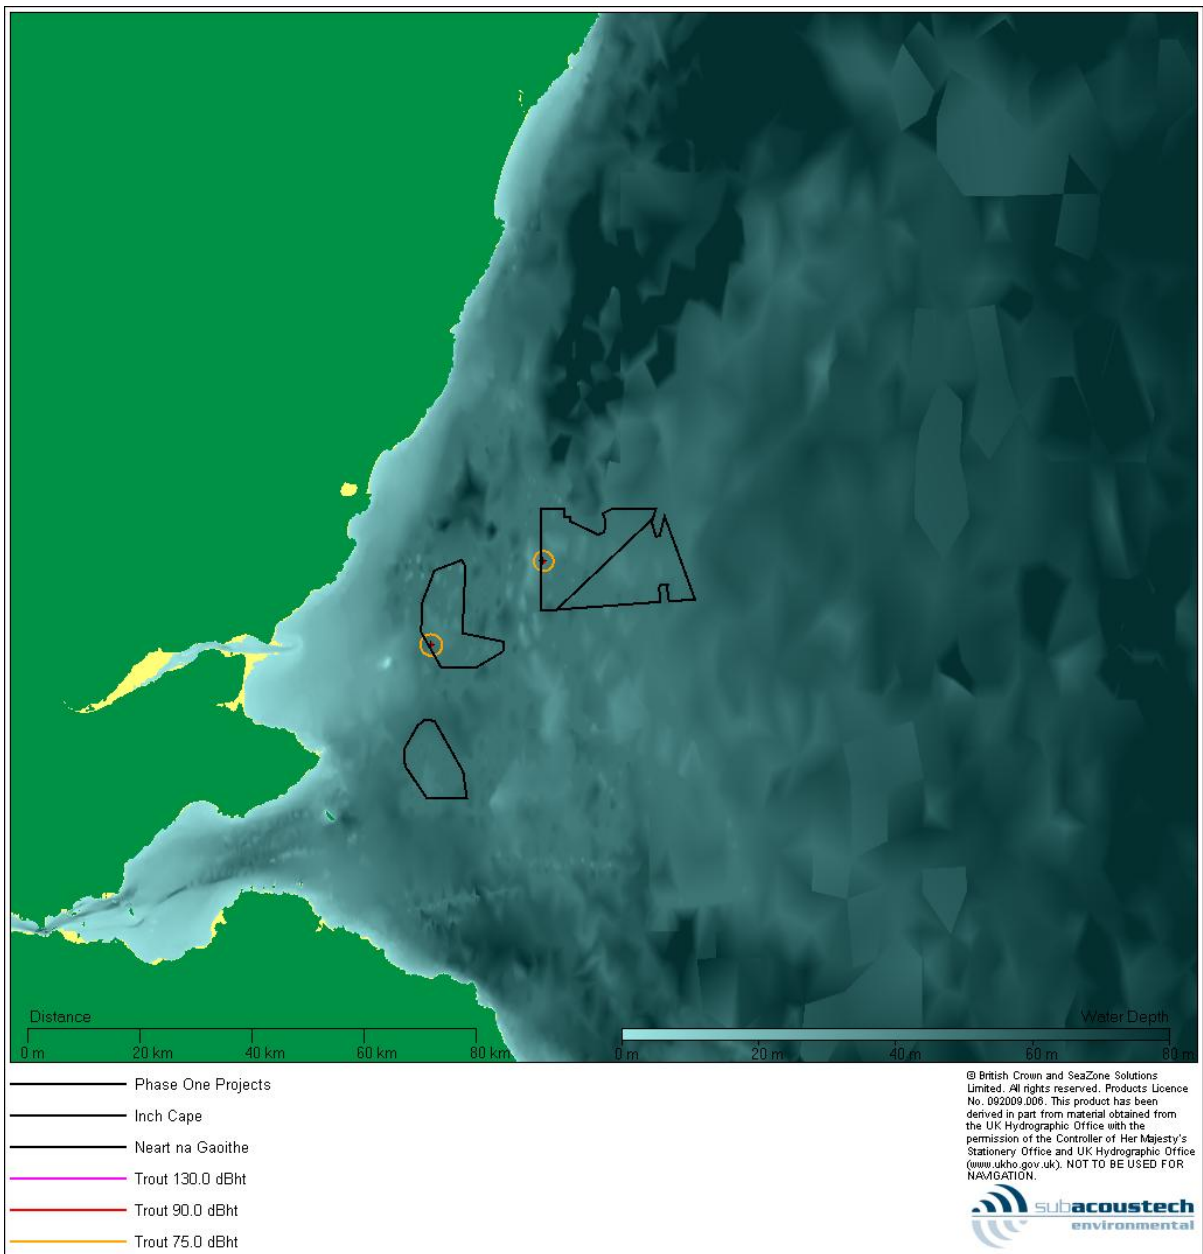 Distance
0 m 20 km 40 km 60 km 80 km
Water Depth
0 m 20 m 40 m 60 m 80 m
Phase One Projects
Inch Cape
Neart na Gaoithe
Trout 130.0 dBht
Trout 90.0 dBht
Trout 75.0 dBht
© British Crown and SeaZone Solutions
Limited. All rights reserved. Products Licence
No. 092009.006. This product has been
derived in part from material obtained from
the UK Hydrographic Office with the
permission of the Controller of Her Majesty's
Stationery Office and UK Hydrographic Office
(www.ukho.gov.uk). NOT TO BE USED FOR
NAVIGATION.
subacoustech
environmental